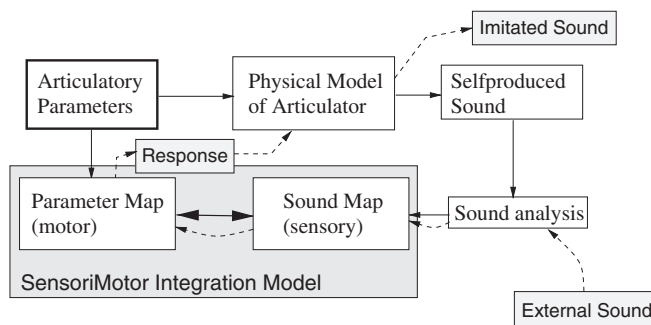 Imitated Sound
Articulatory
Parameters
Physical Model
of Articulator
Selfproduced
Sound
Response
Parameter Map
(motor)
Sound Map
(sensory)
Sound analysis
SensoriMotor Integration Model
External Sound